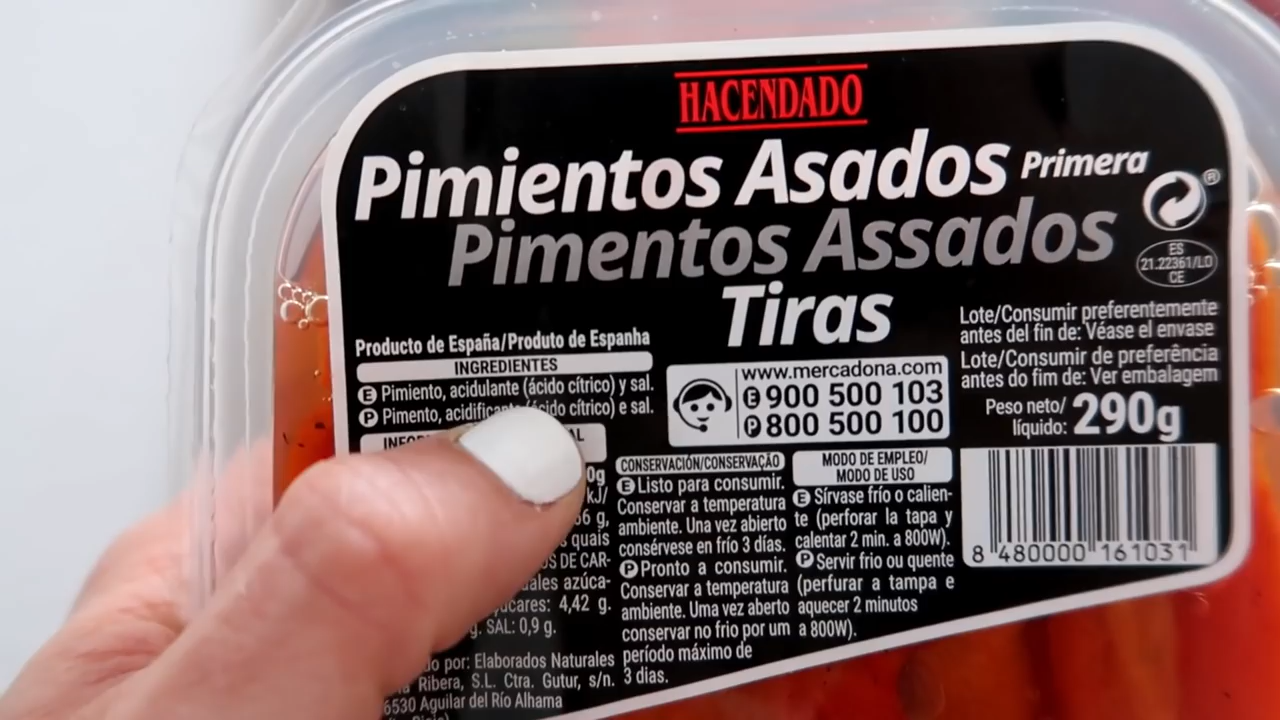 HACENDADO
Pimientos Asados Primera
Pimentos Assados
Tiras
®
ES
21.22361/LO
CE
Producto de España/Produto de Espanha
INGREDIENTES
E Pimiento, acidulante (ácido cítrico) y sal.
P Pimento, (ácido cítrico) e sal.
www.mercadona.com
E 900 500 103
P 800 500 100
Lote/Consumir preferentemente
antes del fin de: Véase el envase
Lote/Consumir de preferência
antes do fim de: Ver embalagem
Peso neto/
líquido: 290g
0g
kJ/
g,
quais
DE CAR-
azúca-
4,42 g.
g. SAL: 0,9 g.
por: Elaborados Naturales
Ribera, S.L. Ctra. Gutur, s/n.
6530 Aguilar del Río Alhama
CONSERVACIÓN/CONSERVAÇÃO
E Listo para consumir.
Conservar a temperatura
ambiente. Una vez abierto
consérvese en frío 3 días.
P Pronto a consumir.
Conservar a temperatura
ambiente. Uma vez aberto
conservar no frio por um
período máximo de
3 dias.
MODO DE EMPLEO/
MODO DE USO
E Sírvase frío o calien-
te (perforar la tapa y
calentar 2 min. a 800W).
P Servir frio ou quente
(perfurar a tampa e
aquecer 2 minutos
a 800W).
8 480000 161031